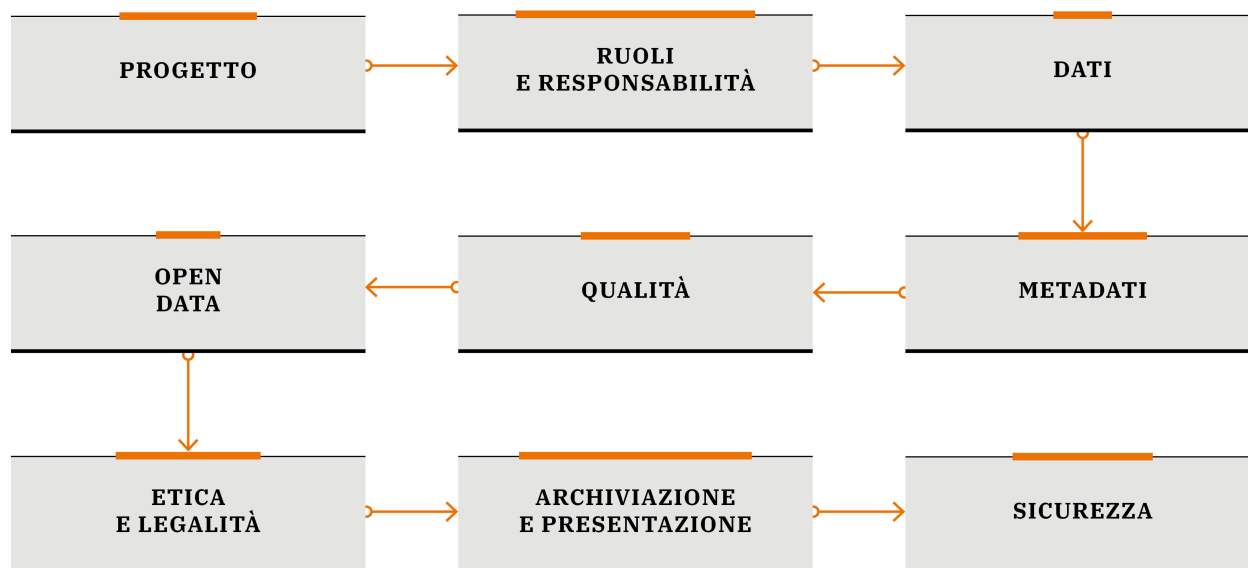 PROGETTO
RUOLI
E RESPONSABILITÀ
DATI
METADATI
QUALITÀ
OPEN
DATA
ETICA
E LEGALITÀ
ARCHIVIAZIONE
E PRESENTAZIONE
SICUREZZA